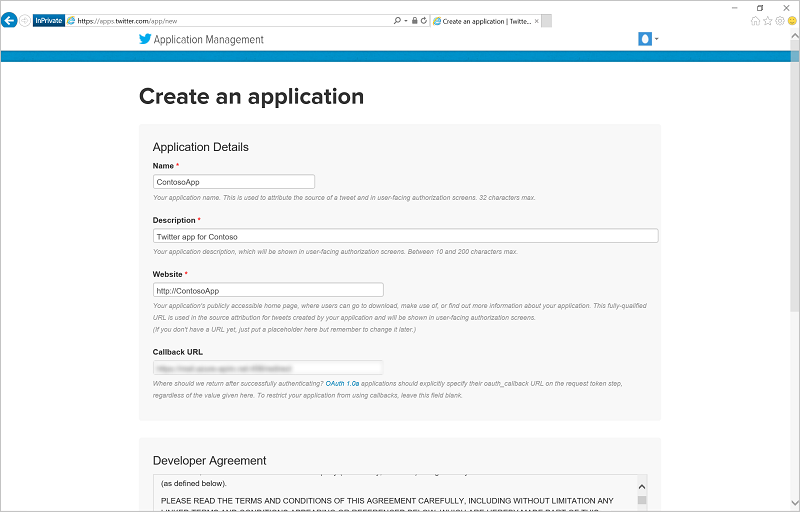 InPrivate
https://apps.twitter.com/app/new
Create an application | Twitte...
Application Management
Create an application
Application Details
Name *
ContosoApp
Your application name. This is used to attribute the source of a tweet and in user-facing authorization screens. 32 characters max.
Description *
Twitter app for Contoso
Your application description, which will be shown in user-facing authorization screens. Between 10 and 200 characters max.
Website *
http://ContosoApp
Your application's publicly accessible home page, where users can go to download, make use of, or find out more information about your application. This fully-qualified
URL is used in the source attribution for tweets created by your application and will be shown in user-facing authorization screens.
(If you don't have a URL yet, just put a placeholder here but remember to change it later.)
Callback URL
Where should we return after successfully authenticating? OAuth 1.0a applications should explicitly specify their oauth_callback URL on the request token step,
regardless of the value given here. To restrict your application from using callbacks, leave this field blank.
Developer Agreement
(as defined below).
PLEASE READ THE TERMS AND CONDITIONS OF THIS AGREEMENT CAREFULLY, INCLUDING WITHOUT LIMITATION ANY